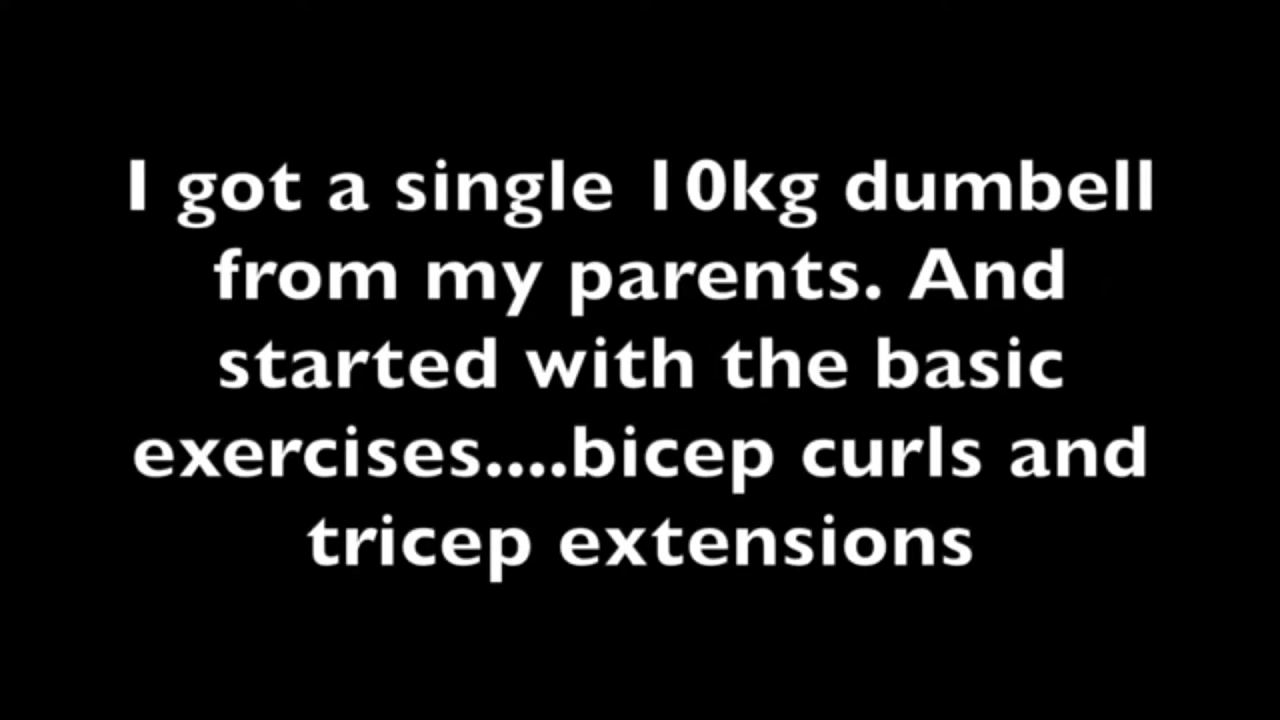 I got a single 10kg dumbell
from my parents. And
started with the basic
exercises....bicep curls and
tricep extensions